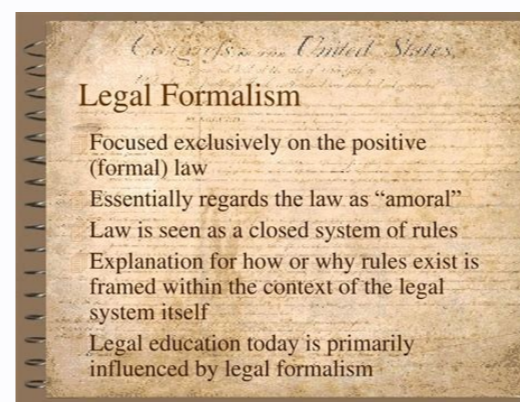 Congress of the United States,
Legal Formalism
Focused exclusively on the positive
(formal) law
Essentially regards the law as “amoral”
Law is seen as a closed system of rules
Explanation for how or why rules exist is
framed within the context of the legal
system itself
Legal education today is primarily
influenced by legal formalism